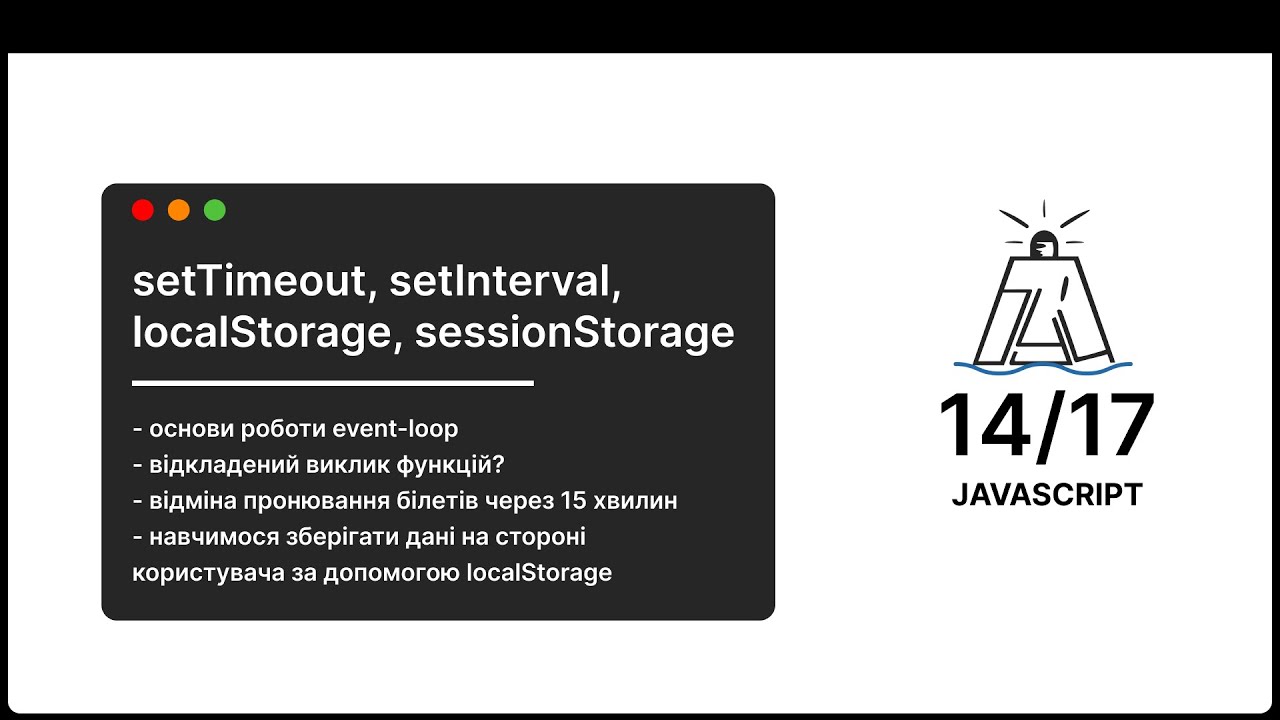 setTimeout, setInterval,
localStorage, sessionStorage
- основи роботи event-loop
- відкладений виклик функцій?
- відміна пронювання білетів через 15 хвилин
- навчимося зберігати дані на стороні
користувача за допомогою localStorage
14/17
JAVASCRIPT